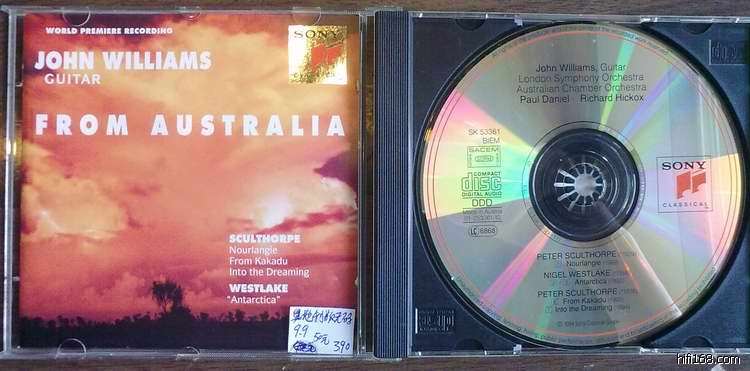 WORLD PREMIERE RECORDING
JOHN WILLIAMS
GUITAR
SONY
FROM AUSTRALIA
SCULTHORPE
Nourlangie
From Kakadu
Into the Dreaming
WESTLAKE
"Antarctica"
9.9
390
John Williams, Guitar
London Symphony Orchestra
Australian Chamber Orchestra
Paul Daniel Richard Hickox
SK 53361
BIEM
SACEM
COMPACT
disc
DIGITAL AUDIO
DDD
Made in Austria
LC 6868
SONY
CLASSICAL
PETER SCULTHORPE
Nourlangie
NIGEL WESTLAKE
Antarctica
PETER SCULTHORPE
From Kakadu
Into the Dreaming
hifi168.com